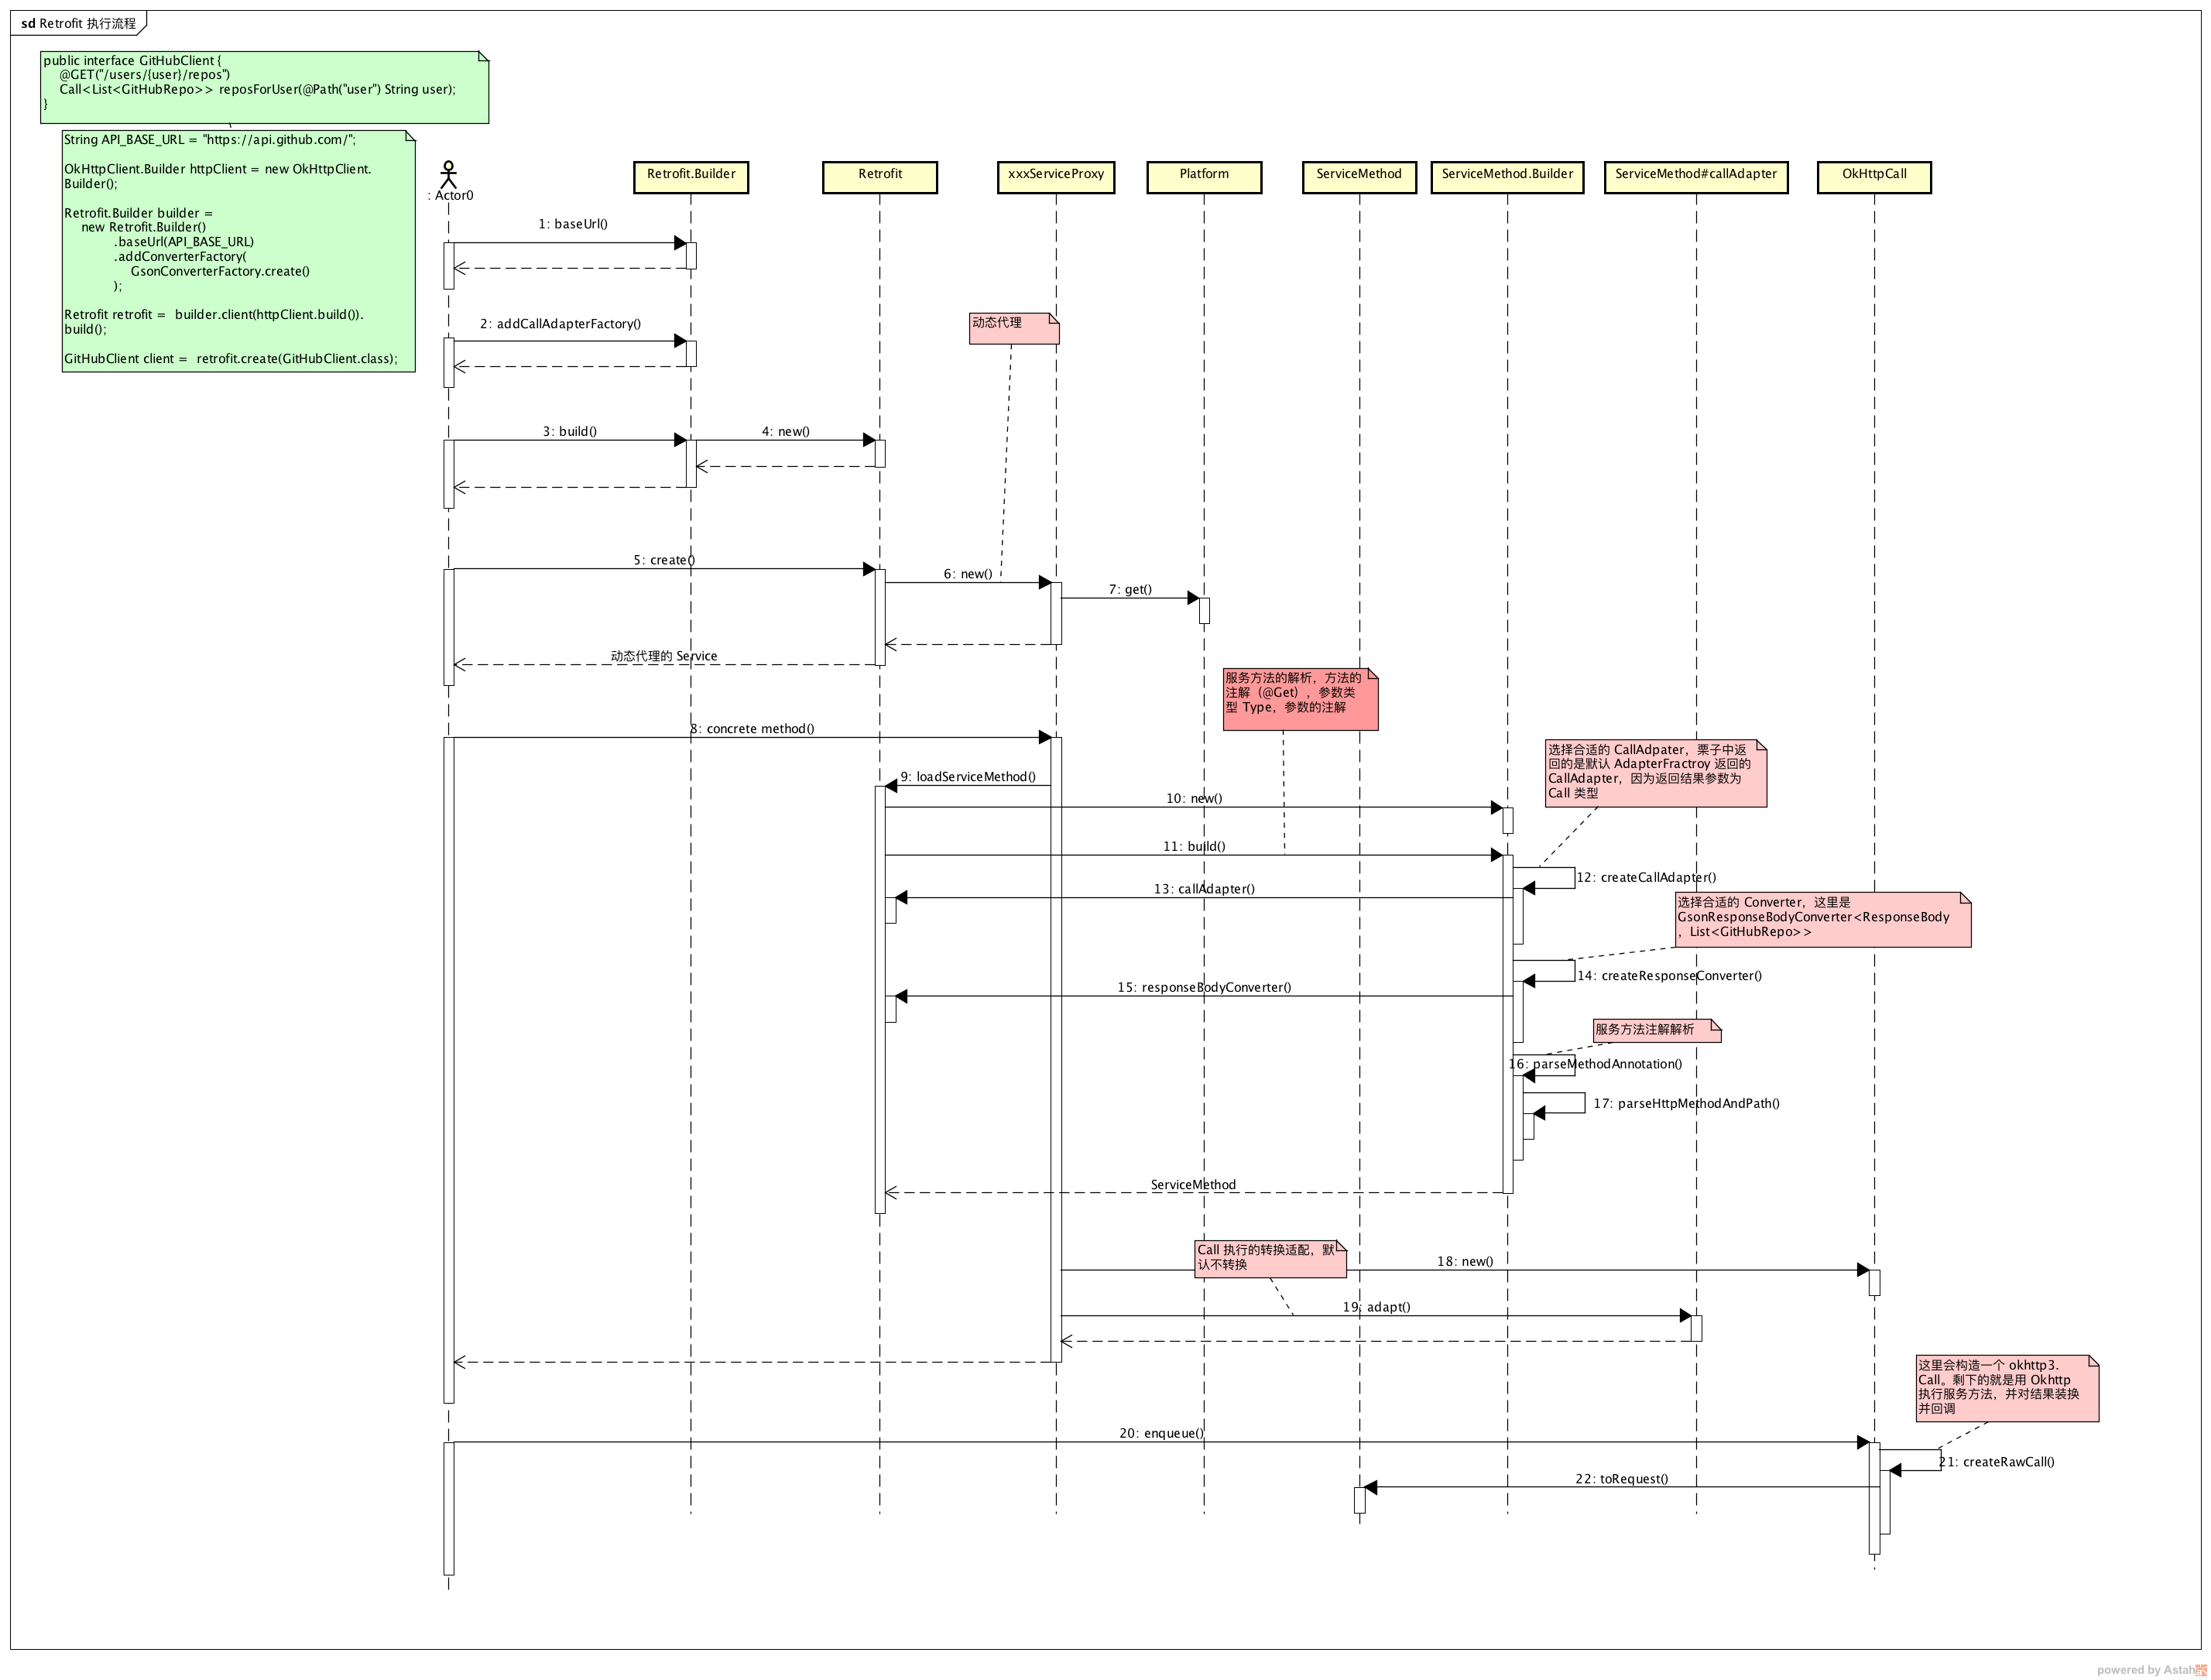 sd Retrofit 执行流程
public interface GitHubClient {
@GET("/users/{user}/repos")
Call<List<GitHubRepo>> reposForUser(@Path("user") String user);
}
String API_BASE_URL = "https://api.github.com/";
OkHttpClient.Builder httpClient = new OkHttpClient.
Builder();
Retrofit.Builder builder =
new Retrofit.Builder()
.baseUrl(API_BASE_URL)
.addConverterFactory(
GsonConverterFactory.create()
);
Retrofit retrofit =  builder.client(httpClient.build()).
build();
GitHubClient client =  retrofit.create(GitHubClient.class);
: Actor0
Retrofit.Builder
Retrofit
xxxServiceProxy
Platform
ServiceMethod
ServiceMethod.Builder
ServiceMethod#callAdapter
OkHttpCall
1: baseUrl()
2: addCallAdapterFactory()
动态代理
3: build()
4: new()
5: create()
6: new()
7: get()
动态代理的 Service
服务方法的解析，方法的
注解（@Get），参数类
型 Type，参数的注解
8: concrete method()
选择合适的 CallAdpater，栗子中返
回的是默认 AdapterFractroy 返回的
CallAdapter，因为返回结果参数为
Call 类型
9: loadServiceMethod()
10: new()
11: build()
12: createCallAdapter()
13: callAdapter()
选择合适的 Converter，这里是
GsonResponseBodyConverter<ResponseBody
，List<GitHubRepo>>
14: createResponseConverter()
15: responseBodyConverter()
服务方法注解解析
16: parseMethodAnnotation()
17: parseHttpMethodAndPath()
ServiceMethod
Call 执行的转换适配，默
认不转换
18: new()
19: adapt()
这里会构造一个 okhttp3.
Call。剩下的就是用 Okhttp
执行服务方法，并对结果装换
并回调
20: enqueue()
21: createRawCall()
22: toRequest()
powered by Astah